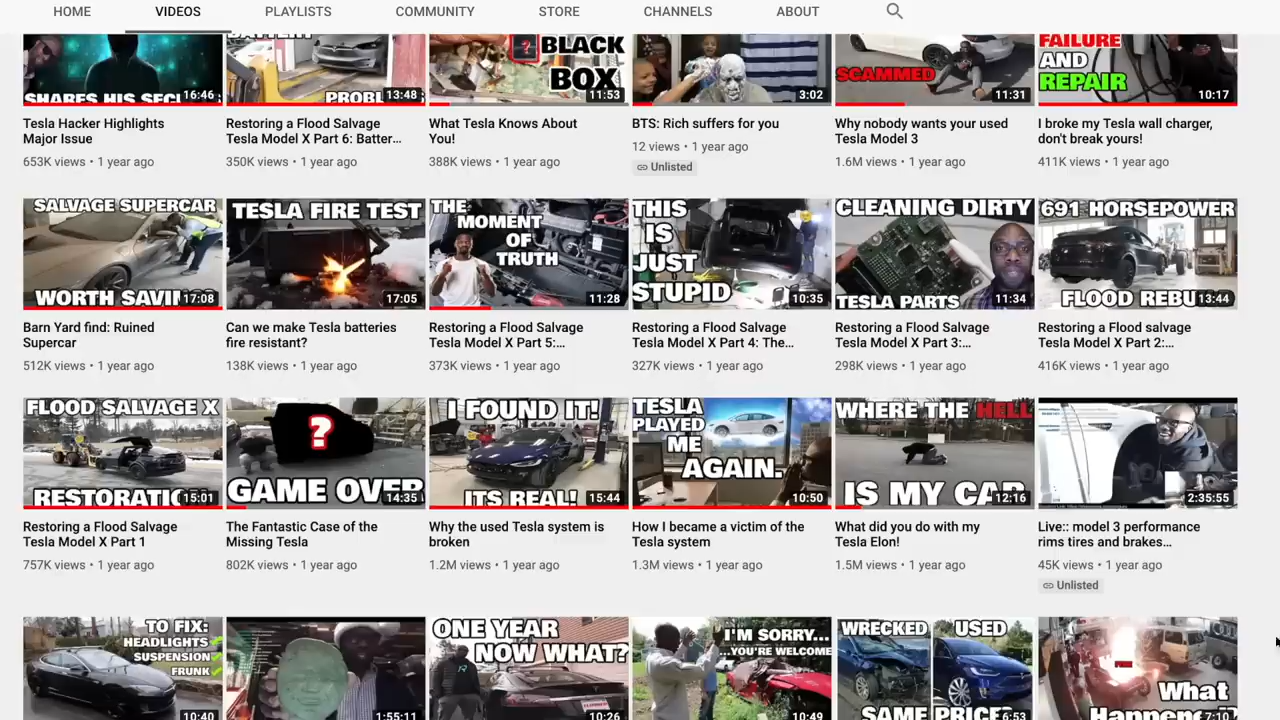 HOME VIDEOS PLAYLISTS COMMUNITY STORE CHANNELS ABOUT
SHARES HIS
16:46
13:48
BLACK
BOX
?
11:53
3:02
SCAMMED
11:31
FAILURE
AND
REPAIR
10:17
Tesla Hacker Highlights
Major Issue
653K views • 1 year ago
Restoring a Flood Salvage
Tesla Model X Part 6: Batter...
350K views • 1 year ago
What Tesla Knows About
You!
388K views • 1 year ago
BTS: Rich suffers for you
12 views • 1 year ago
Unlisted
Why nobody wants your used
Tesla Model 3
1.6M views • 1 year ago
I broke my Tesla wall charger,
don't break yours!
411K views • 1 year ago
SALVAGE SUPERCAR
WORTH
17:08
TESLA FIRE TEST
17:05
THE
MOMENT
OF
TRUTH
11:28
THIS
IS
JUST
STUPID
10:35
CLEANING DIRTY
TESLA PARTS
11:34
691 HORSEPOWER
FLOOD
13:44
Barn Yard find: Ruined
Supercar
512K views • 1 year ago
Can we make Tesla batteries
fire resistant?
138K views • 1 year ago
Restoring a Flood Salvage
Tesla Model X Part 5:...
373K views • 1 year ago
Restoring a Flood Salvage
Tesla Model X Part 4: The...
327K views • 1 year ago
Restoring a Flood Salvage
Tesla Model X Part 3:...
298K views • 1 year ago
Restoring a Flood salvage
Tesla Model X Part 2:...
416K views • 1 year ago
FLOOD SALVAGE X
15:01
?
GAME OVER
14:35
I FOUND IT!
ITS REAL!
15:44
TESLA
PLAYED
ME
AGAIN.
10:50
WHERE THE HELL
IS MY CAR
12:16
2:35:55
Restoring a Flood Salvage
Tesla Model X Part 1
757K views • 1 year ago
The Fantastic Case of the
Missing Tesla
802K views • 1 year ago
Why the used Tesla system is
broken
1.2M views • 1 year ago
How I became a victim of the
Tesla system
1.3M views • 1 year ago
What did you do with my
Tesla Elon!
1.5M views • 1 year ago
Live:: model 3 performance
rims tires and brakes...
45K views • 1 year ago
Unlisted
TO FIX:
HEADLIGHTS
SUSPENSION
FRUNK
10:40
1:55:11
ONE YEAR
NOW WHAT?
10:26
I'M SORRY...
...YOU'RE WELCOME
10:49
WRECKED USED
SAME PRICE?
6:53
What
7:10